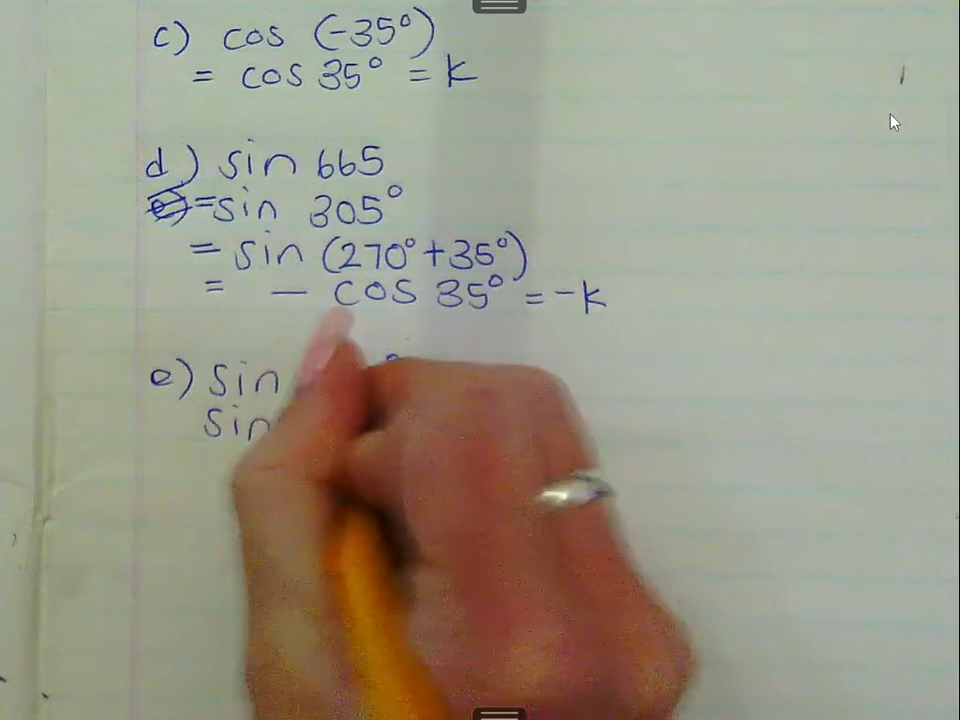 c) cos (-35°)
= cos 35° = k
d) sin 665
= sin 305°
= sin (270° + 35°)
= - cos 35° = -k
e) sin
sin